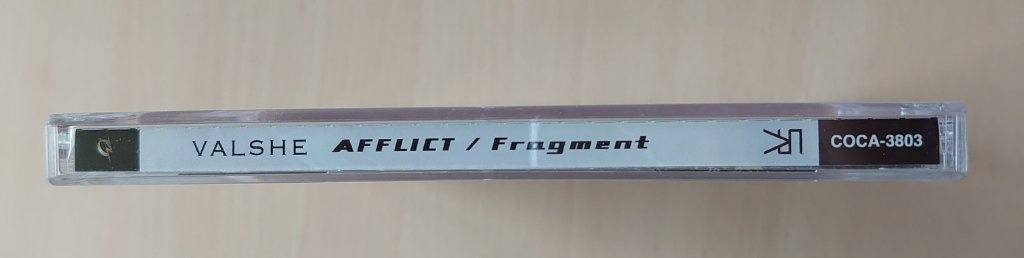 VALSHE AFFLICT / Fragment
COCA-3803